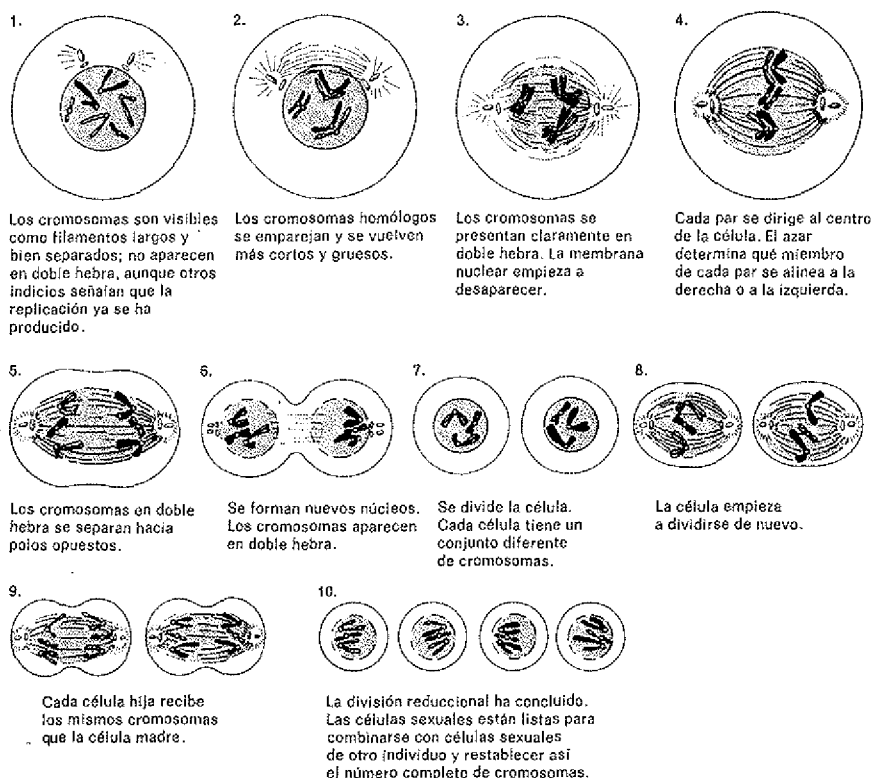 1.
Los cromosomas son visibles
como filamentos largos y
bien separados; no aparecen
en doble hebra, aunque otros
indicios señalan que la
replicación ya se ha
producido.
2.
Los cromosomas homólogos
se emparejan y se vuelven
más cortos y gruesos.
3.
Los cromosomas se
presentan claramente en
doble hebra. La membrana
nuclear empieza a
desaparecer.
4.
Cada par se dirige al centro
de la célula. El azar
determina qué miembro
de cada par se alinea a la
derecha o a la izquierda.
5.
Los cromosomas en doble
hebra se separan hacia
polos opuestos.
6.
Se forman nuevos núcleos.
Los cromosomas aparecen
en doble hebra.
7.
Se divide la célula.
Cada célula tiene un
conjunto diferente
de cromosomas.
8.
La célula empieza
a dividirse de nuevo.
9.
Cada célula hija recibe
los mismos cromosomas
que la célula madre.
10.
La división reduccional ha concluido.
Las células sexuales están listas para
combinarse con células sexuales
de otro individuo y restablecer así
el número completo de cromosomas.